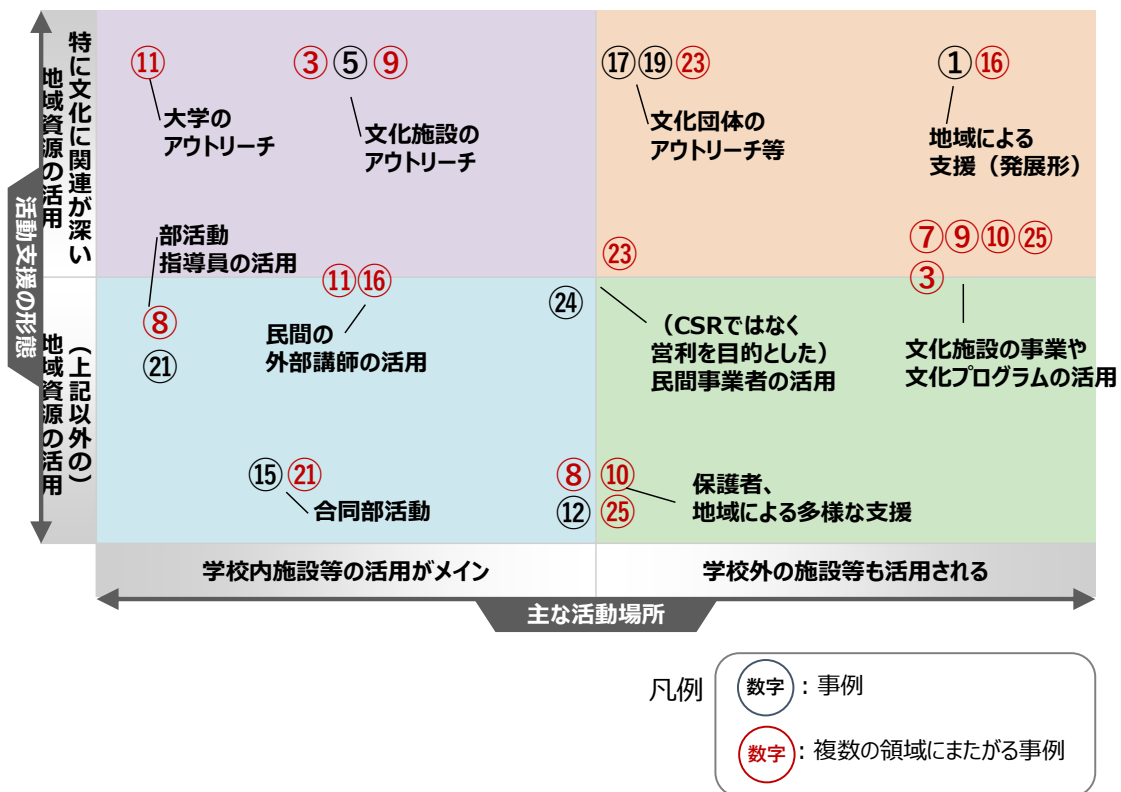 特に文化に関連が深い
地域資源の活用
活動支援の形態
(上記以外の)
地域資源の活用
⑪
大学の
アウトリーチ
③⑤⑨
文化施設の
アウトリーチ
⑰⑲㉓
文化団体の
アウトリーチ等
①⑯
地域による
支援（発展形）
部活動
指導員の活用
⑧
㉑
⑪⑯
民間の
外部講師の活用
㉔
㉓
（CSRではなく
営利を目的とした）
民間事業者の活用
⑦⑨⑩㉕
③
文化施設の事業や
文化プログラムの活用
⑮㉑
合同部活動
⑧⑩
⑫㉕
保護者、
地域による多様な支援
学校内施設等の活用がメイン
学校外の施設等も活用される
主な活動場所
凡例
数字：事例
数字：複数の領域にまたがる事例